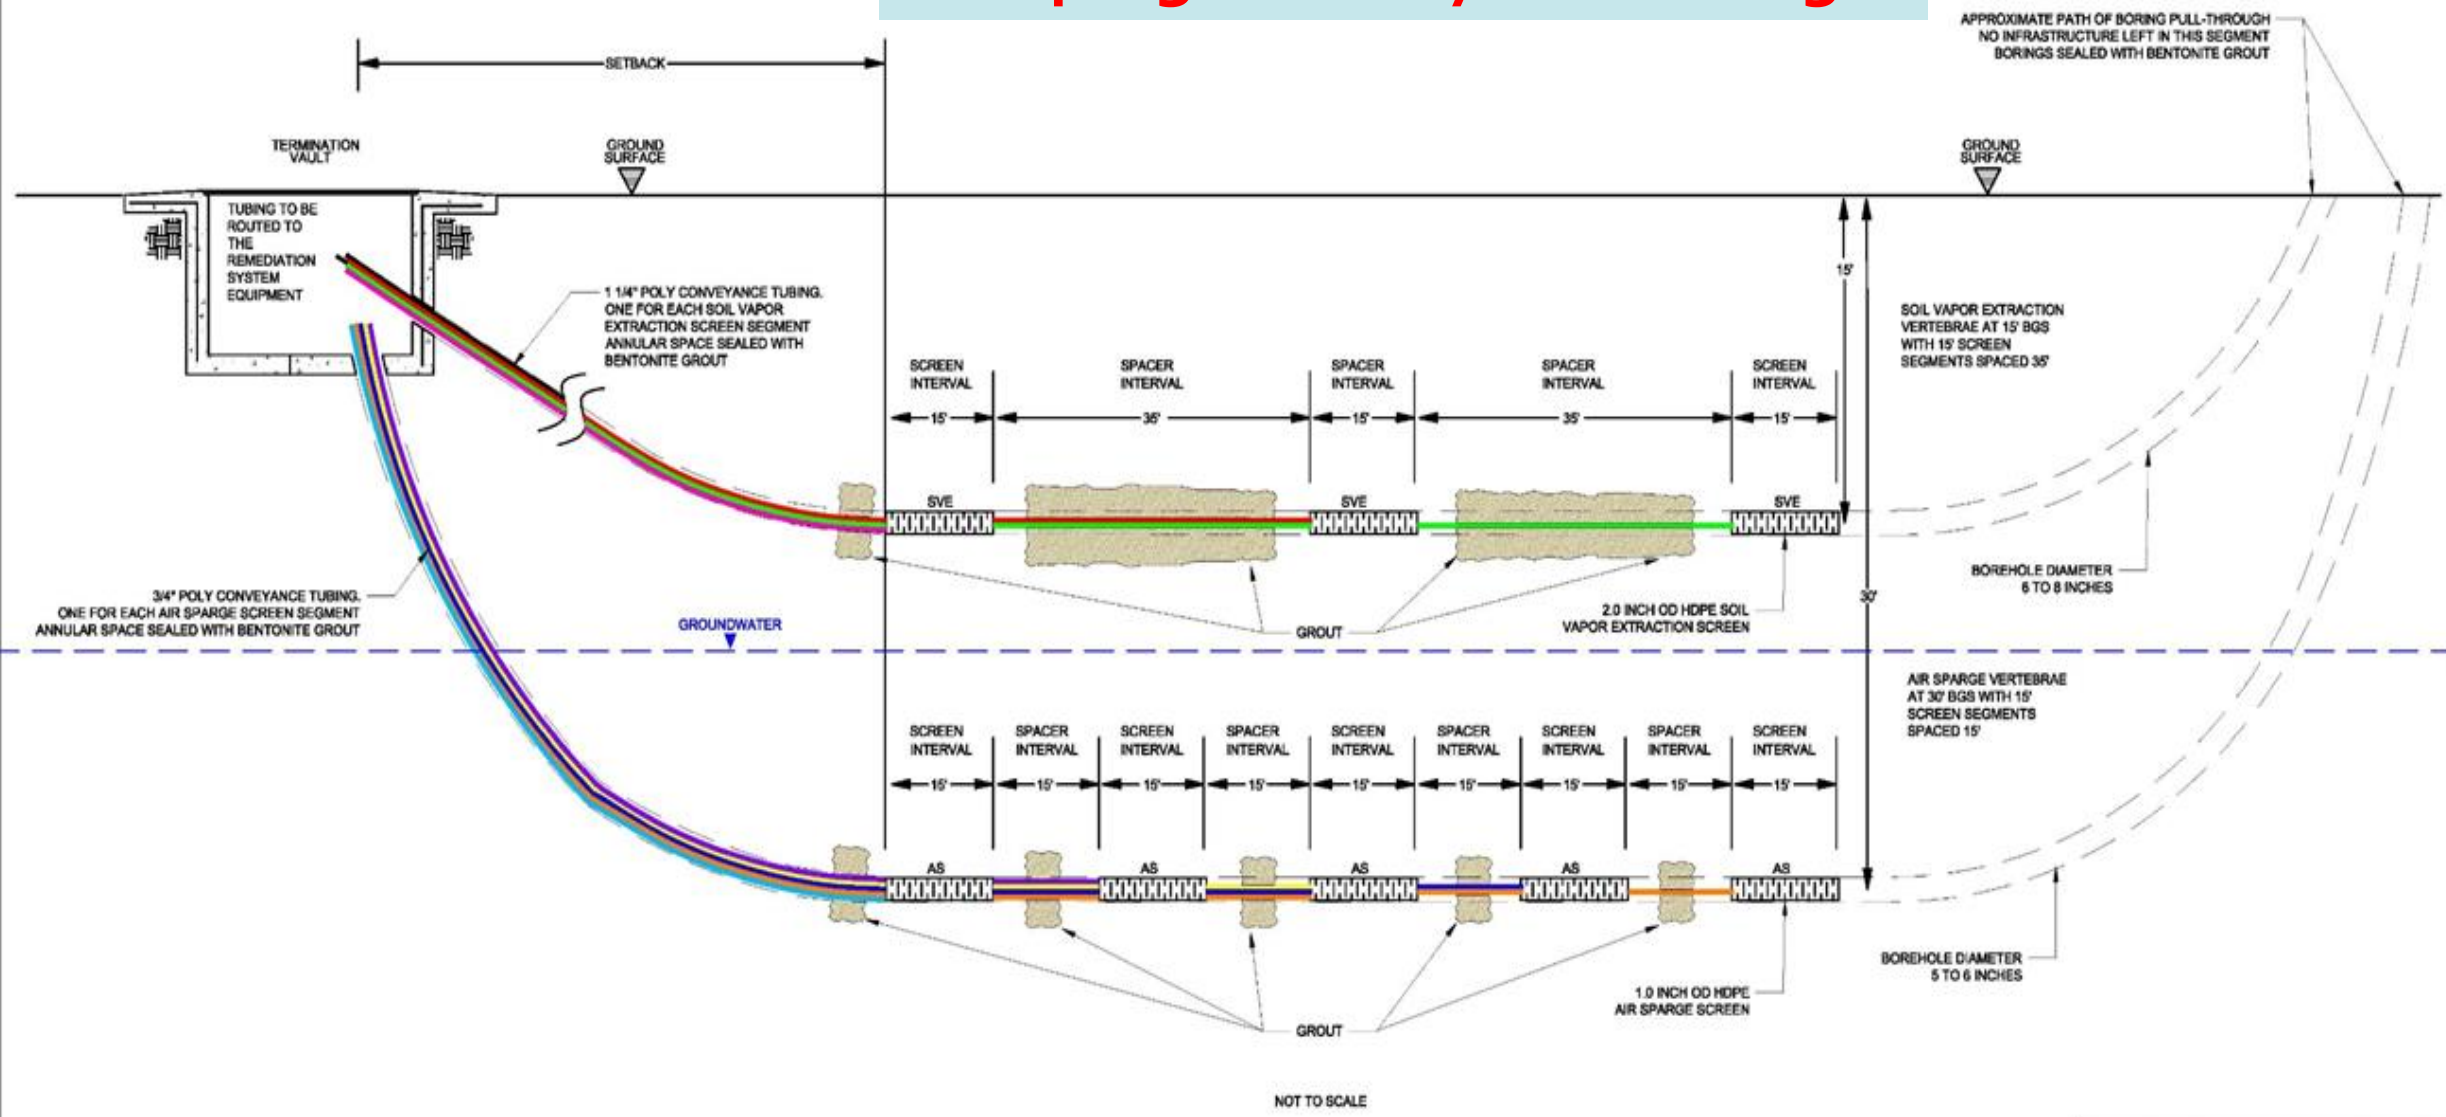 APPROXIMATE PATH OF BORING PULL-THROUGH
NO INFRASTRUCTURE LEFT IN THIS SEGMENT
BORINGS SEALED WITH BENTONITE GROUT
SETBACK
TERMINATION
VAULT
GROUND
SURFACE
GROUND
SURFACE
TUBING TO BE
ROUTED TO
THE
REMEDIATION
SYSTEM
EQUIPMENT
1 1/4" POLY CONVEYANCE TUBING.
ONE FOR EACH SOIL VAPOR
EXTRACTION SCREEN SEGMENT
ANNULAR SPACE SEALED WITH
BENTONITE GROUT
15'
SOIL VAPOR EXTRACTION
VERTEBRAE AT 15' BGS
WITH 15' SCREEN
SEGMENTS SPACED 35'
SCREEN
INTERVAL
SPACER
INTERVAL
SPACER
INTERVAL
SPACER
INTERVAL
SCREEN
INTERVAL
15'
35'
15'
35'
15'
SVE
SVE
SVE
BOREHOLE DIAMETER
6 TO 8 INCHES
30'
3/4" POLY CONVEYANCE TUBING.
ONE FOR EACH AIR SPARGE SCREEN SEGMENT
ANNULAR SPACE SEALED WITH BENTONITE GROUT
GROUNDWATER
GROUT
2.0 INCH OD HDPE SOIL
VAPOR EXTRACTION SCREEN
AIR SPARGE VERTEBRAE
AT 30' BGS WITH 15'
SCREEN SEGMENTS
SPACED 15'
SCREEN
INTERVAL
SPACER
INTERVAL
SCREEN
INTERVAL
SPACER
INTERVAL
SCREEN
INTERVAL
SPACER
INTERVAL
SCREEN
INTERVAL
SPACER
INTERVAL
SCREEN
INTERVAL
15'
15'
15'
15'
15'
15'
15'
15'
15'
AS
AS
AS
AS
AS
BOREHOLE DIAMETER
5 TO 6 INCHES
1.0 INCH OD HDPE
AIR SPARGE SCREEN
GROUT
NOT TO SCALE